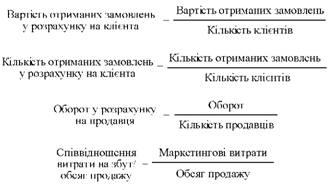 Вартість отриманих замовлень
у розрахунку на клієнта
=
Вартість отриманих замовлень
Кількість клієнтів
Кількість отриманих замовлень
у розрахунку на клієнта
=
Кількість отриманих замовлень
Кількість клієнтів
Оборот у розрахунку
на продавця
=
Оборот
Кількість продавців
Співвідношення
витрати на збут/
обсяг продажу
=
Маркетингові витрати
Обсяг продажу